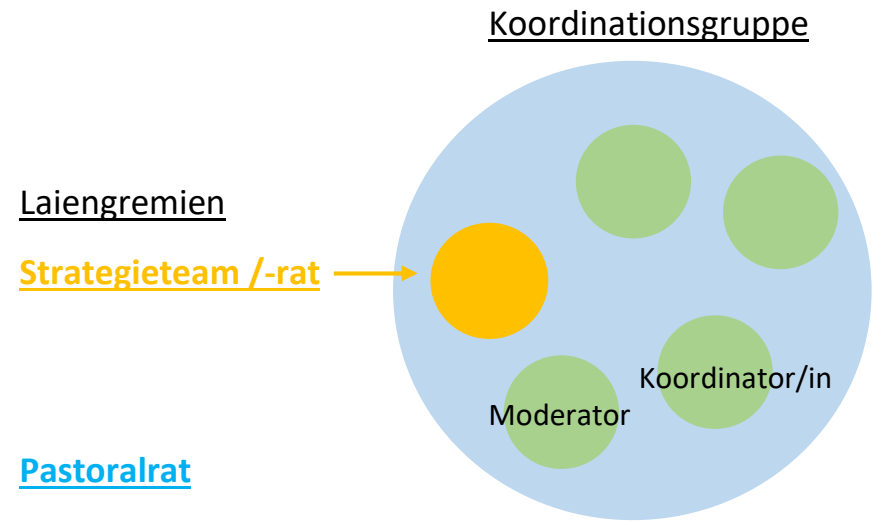 Koordinationsgruppe
Laiengremien
Strategieteam /-rat
Koordinator/in
Moderator
Pastoralrat